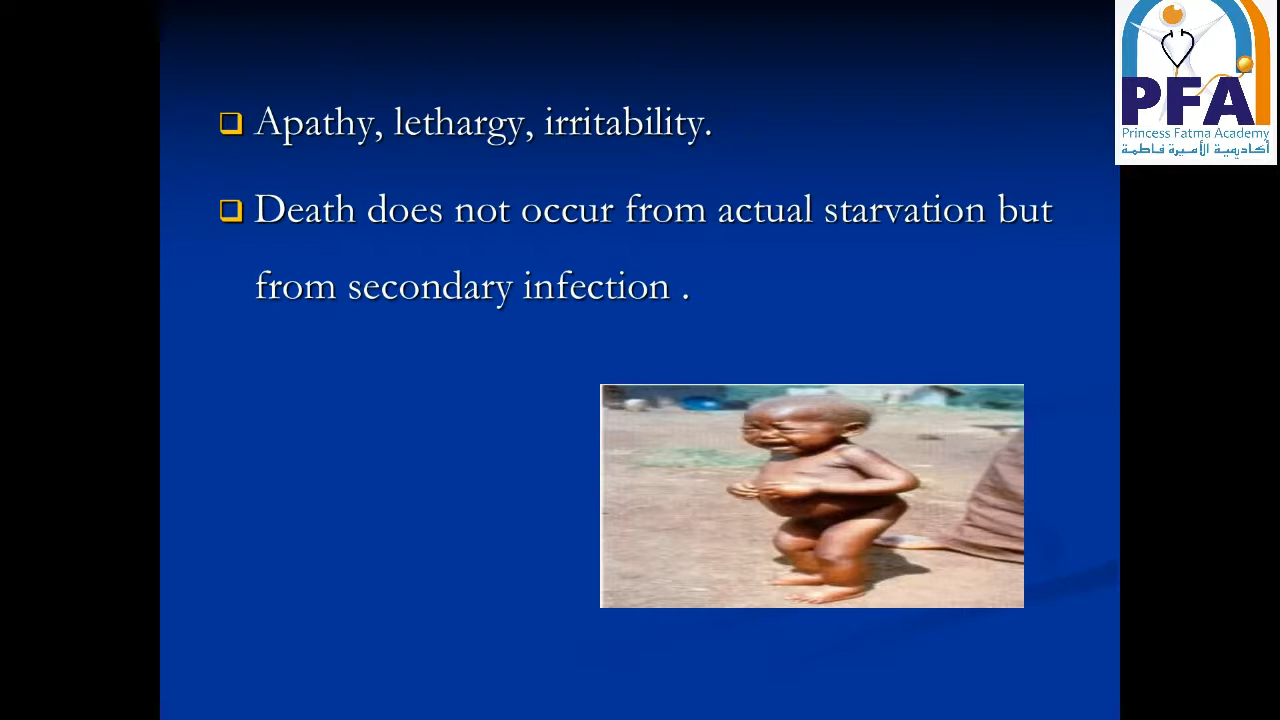 PFA
Princess Fatma Academy
أكاديمية الأميرة فاطمة
Apathy, lethargy, irritability.
Death does not occur from actual starvation but
from secondary infection .